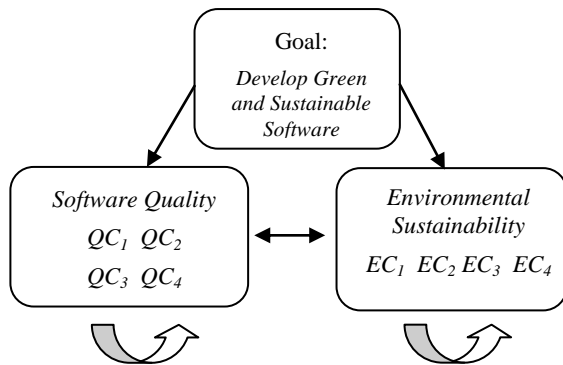 Goal:
Develop Green
and Sustainable
Software
Software Quality
QC₁ QC₂
QC₃ QC₄
Environmental
Sustainability
EC₁ EC₂ EC₃ EC₄